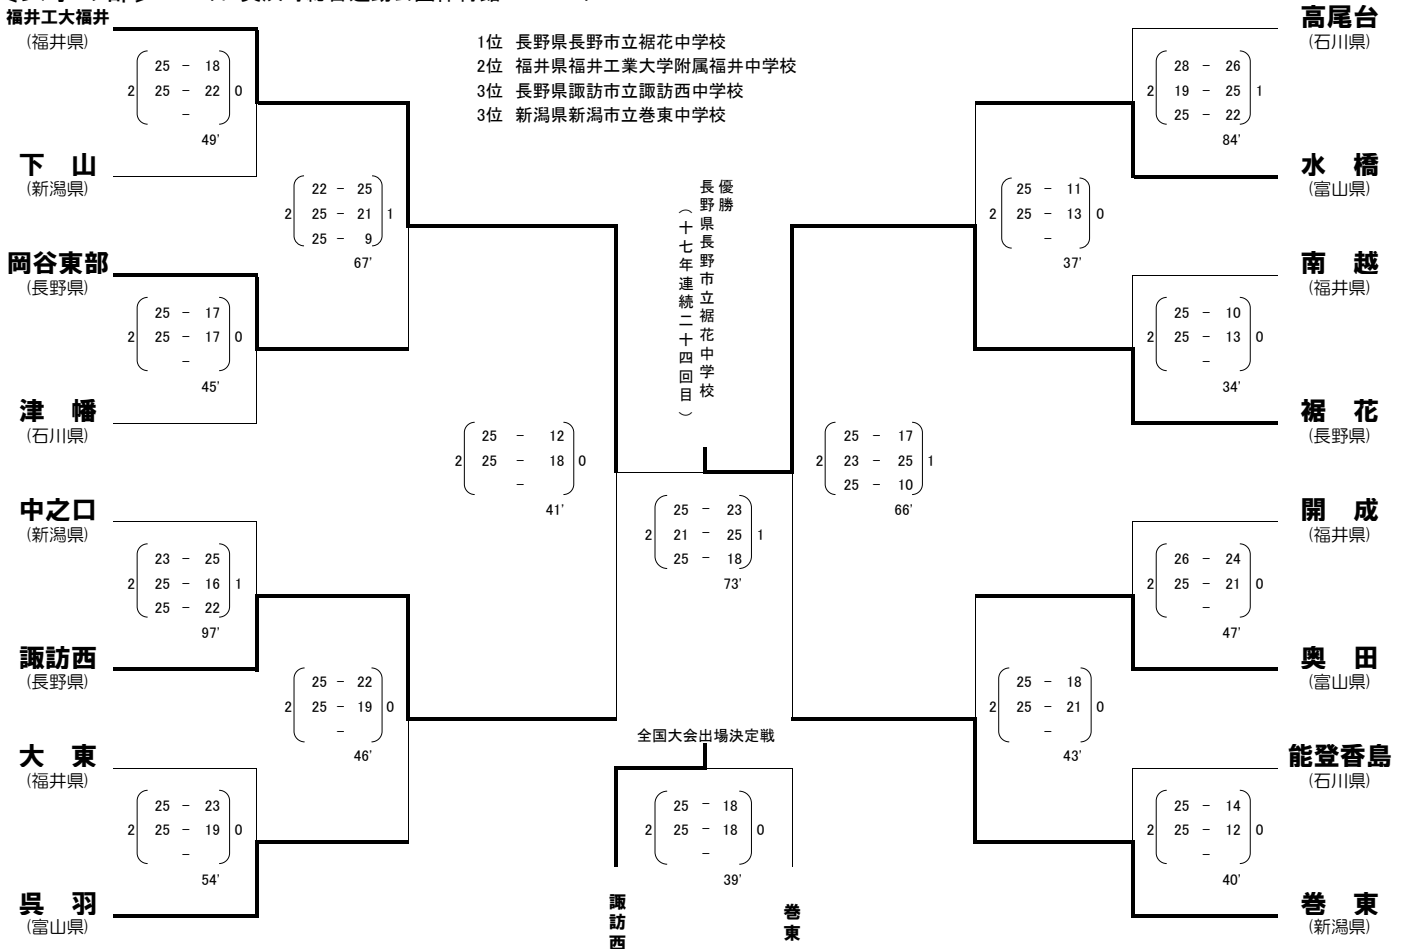 福井工大福井
(福井県)
25 - 18
2 25 - 22 0
-
49'
下 山
(新潟県)
22 - 25
2 25 - 21 1
25 - 9
67'
岡谷東部
(長野県)
25 - 17
2 25 - 17 0
-
45'
津 幡
(石川県)
25 - 12
2 25 - 18 0
-
41'
中之口
(新潟県)
23 - 25
2 25 - 16 1
25 - 22
97'
諏訪西
(長野県)
25 - 22
2 25 - 19 0
-
46'
大 東
(福井県)
25 - 23
2 25 - 19 0
-
54'
呉 羽
(富山県)
1位 長野県長野市立裾花中学校
2位 福井県福井工業大学附属福井中学校
3位 長野県諏訪市立諏訪西中学校
3位 新潟県新潟市立巻東中学校
優勝
長野県長野市立裾花中学校
(十七年連続二十四回目)
25 - 23
2 21 - 25 1
25 - 18
73'
全国大会出場決定戦
25 - 18
2 25 - 18 0
-
39'
諏訪西
巻東
高尾台
(石川県)
28 - 26
2 19 - 25 1
25 - 22
84'
水 橋
(富山県)
25 - 11
2 25 - 13 0
-
37'
南 越
(福井県)
25 - 10
2 25 - 13 0
-
34'
裾 花
(長野県)
25 - 17
2 23 - 25 1
25 - 10
66'
開 成
(福井県)
26 - 24
2 25 - 21 0
-
47'
奥 田
(富山県)
25 - 18
2 25 - 21 0
-
43'
能登香島
(石川県)
25 - 14
2 25 - 12 0
-
40'
巻 東
(新潟県)